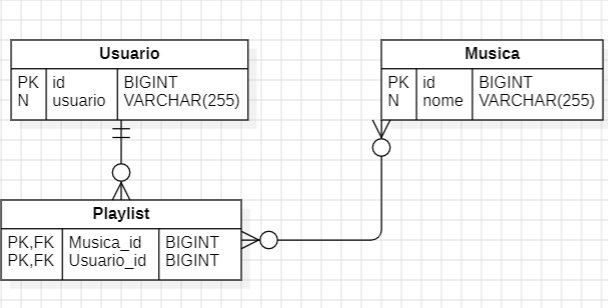 Usuario
PK id BIGINT
N usuario VARCHAR(255)
Musica
PK id BIGINT
N nome VARCHAR(255)
Playlist
PK,FK Musica_id BIGINT
PK,FK Usuario_id BIGINT